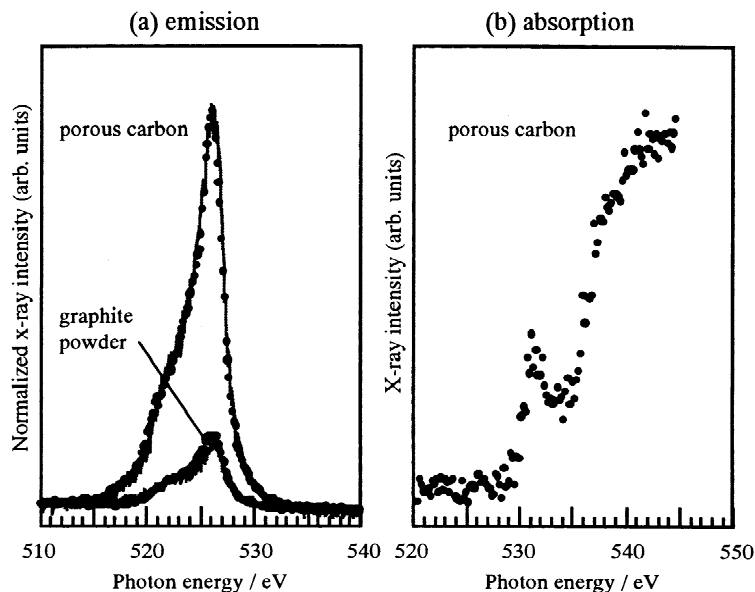 (a) emission
(b) absorption
Normalized x-ray intensity (arb. units)
porous carbon
graphite
powder
510 520 530 540
Photon energy / eV
X-ray intensity (arb. units)
porous carbon
520 530 540 550
Photon energy / eV